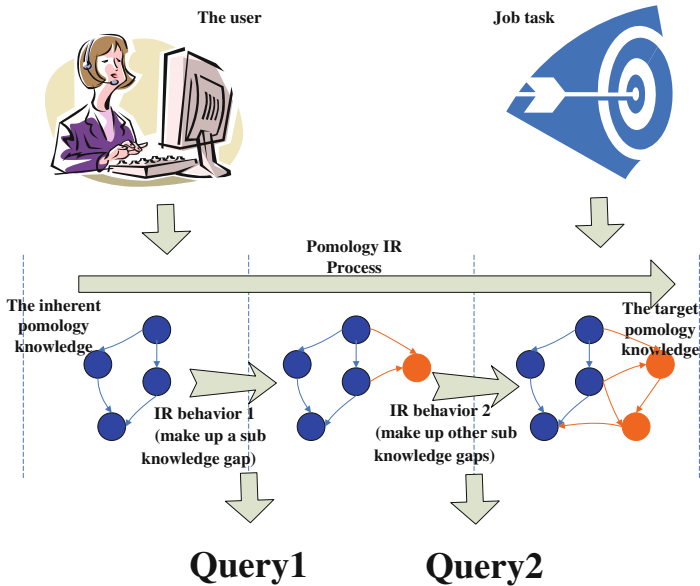 The user
Job task
Pomology IR
Process
The inherent
pomology
knowledge
The target
pomology
knowledge
IR behavior 1
(make up a sub
knowledge gap)
IR behavior 2
(make up other sub
knowledge gaps)
Query1
Query2